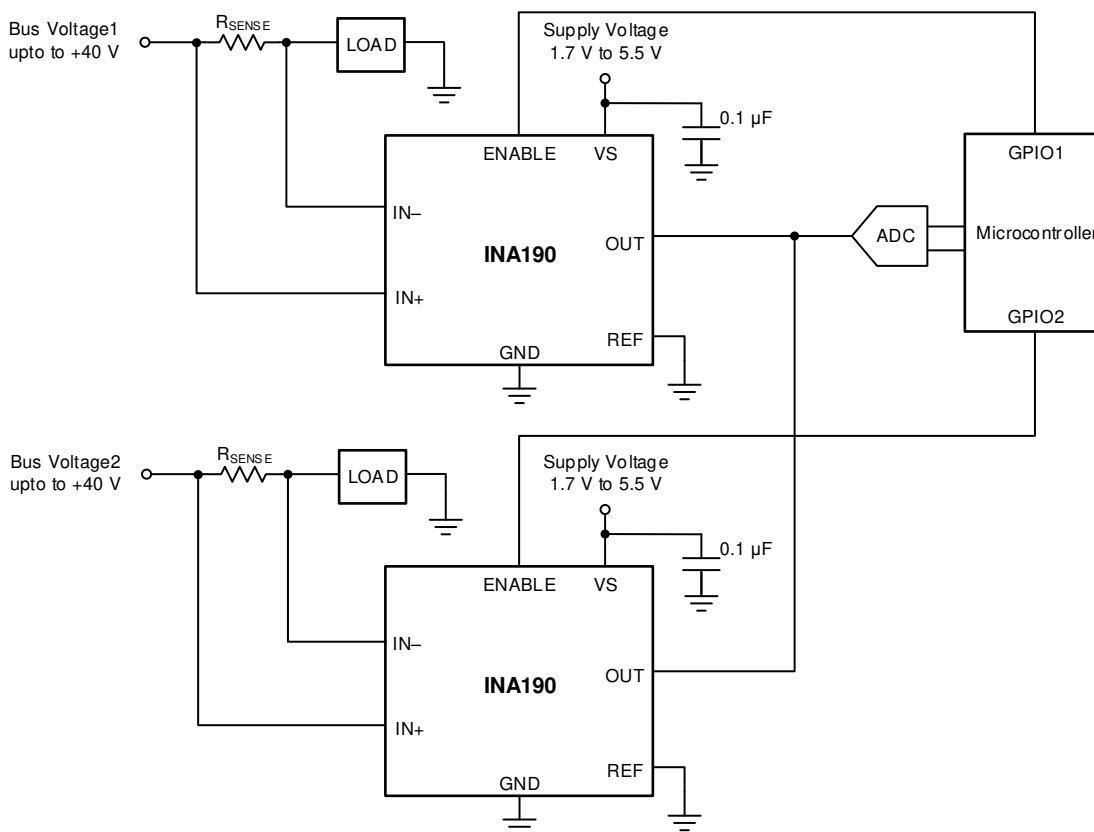 Bus Voltage1
upto to +40 V
RSENSE
LOAD
Supply Voltage
1.7 V to 5.5 V
0.1 µF
ENABLE
VS
IN–
IN+
INA190
OUT
REF
GND
ADC
GPIO1
Microcontroller
GPIO2
Bus Voltage2
upto to +40 V
RSENSE
LOAD
Supply Voltage
1.7 V to 5.5 V
0.1 µF
ENABLE
VS
IN–
IN+
INA190
OUT
REF
GND